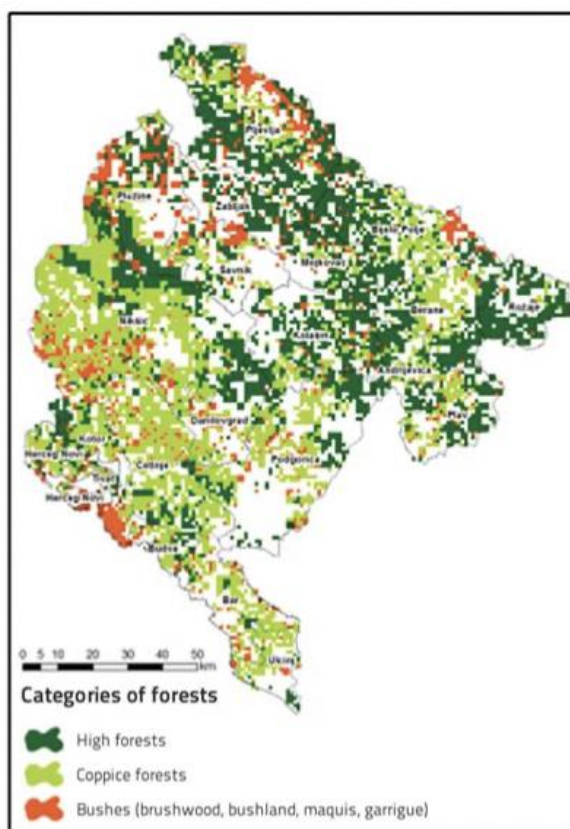 Pljevlja
Plužine
Žabljak
Bijelo Polje
Šavnik
Mojkovac
Nikšić
Berane
Rožaje
Kolašin
Andrijevica
Plav
Danilovgrad
Kotor
Herceg Novi
Cetinje
Podgorica
Tivat
Herceg Novi
Budva
Bar
Ulcinj
0 5 10 20 30 40 50
km
Categories of forests
High forests
Coppice forests
Bushes (brushwood, bushland, maquis, garrigue)